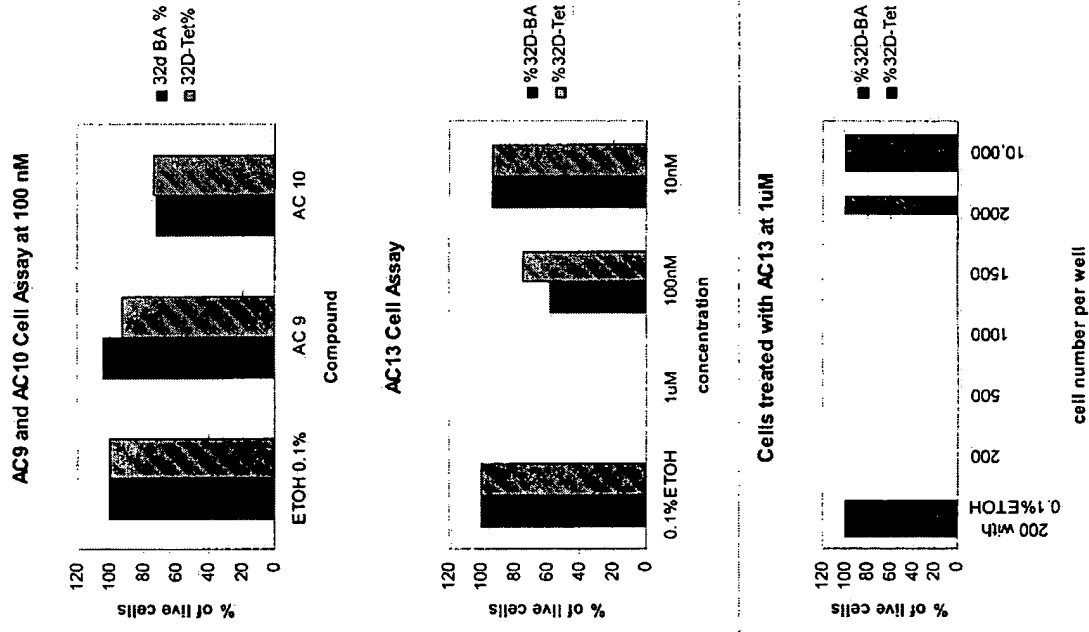 AC9 and AC10 Cell Assay at 100 nM
120
100
80
60
40
20
0
% of live cells
ETOH 0.1%
AC 9
AC 10
Compound
32d BA %
32D-Tet%
AC13 Cell Assay
120
100
80
60
40
20
0
% of live cells
0.1%ETOH
1uM
100nM
10nM
concentration
%32D-BA
%32D-Tet
Cells treated with AC13 at 1uM
120
100
80
60
40
20
0
% of live cells
200 with
0.1%ETOH
200
500
1000
1500
2000
10,000
cell number per well
%32D-BA
%32D-Tet